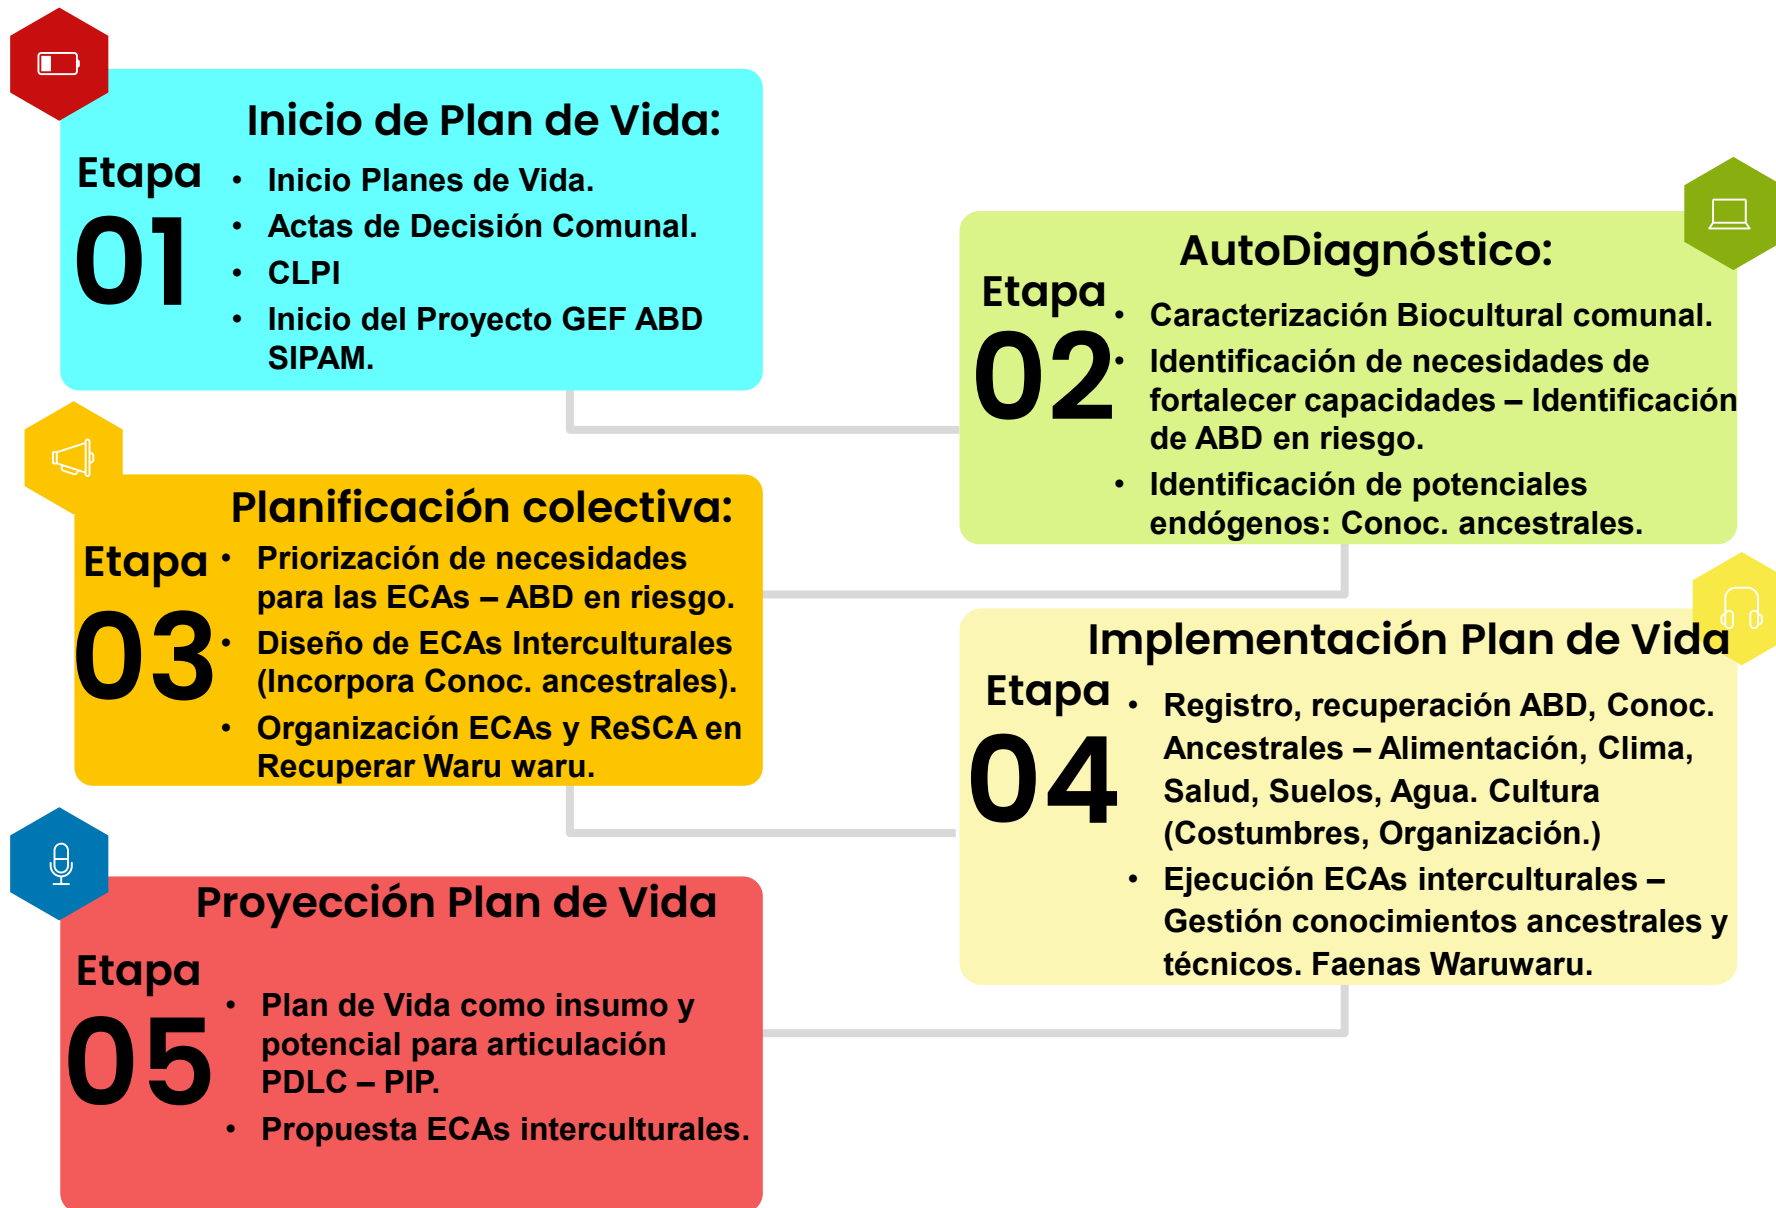 Inicio de Plan de Vida:
Etapa
01
• Inicio Planes de Vida.
• Actas de Decisión Comunal.
• CLPI
• Inicio del Proyecto GEF ABD
SIPAM.
AutoDiagnóstico:
Etapa
02
• Caracterización Biocultural comunal.
• Identificación de necesidades de
fortalecer capacidades – Identificación
de ABD en riesgo.
• Identificación de potenciales
endógenos: Conoc. ancestrales.
Planificación colectiva:
Etapa
03
• Priorización de necesidades
para las ECAs – ABD en riesgo.
• Diseño de ECAs Interculturales
(Incorpora Conoc. ancestrales).
• Organización ECAs y ReSCA en
Recuperar Waru waru.
Implementación Plan de Vida
Etapa
04
• Registro, recuperación ABD, Conoc.
Ancestrales – Alimentación, Clima,
Salud, Suelos, Agua. Cultura
(Costumbres, Organización.)
• Ejecución ECAs interculturales –
Gestión conocimientos ancestrales y
técnicos. Faenas Waruwaru.
Proyección Plan de Vida
Etapa
05
• Plan de Vida como insumo y
potencial para articulación
PDLC – PIP.
• Propuesta ECAs interculturales.